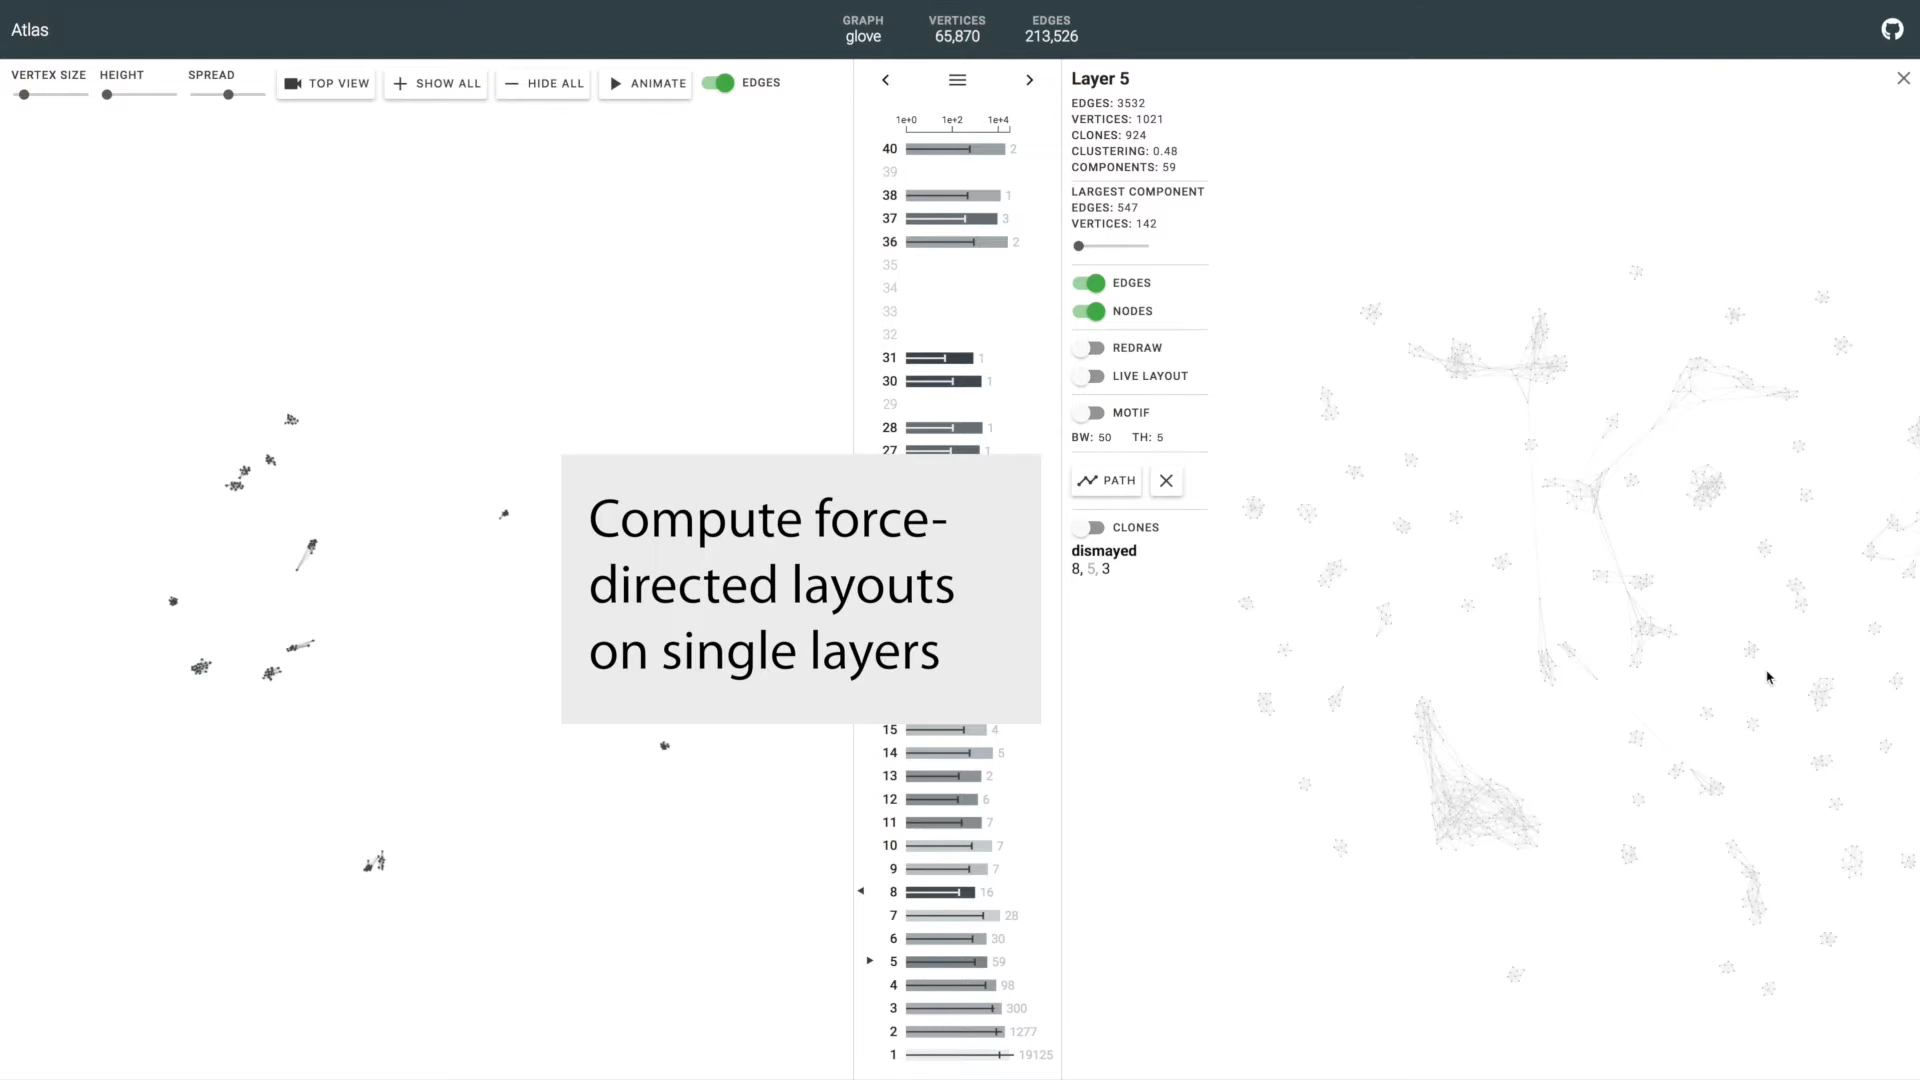 Atlas
GRAPH
glove
VERTICES
65,870
EDGES
213,526
VERTEX SIZE
HEIGHT
SPREAD
TOP VIEW
SHOW ALL
HIDE ALL
ANIMATE
EDGES
1e+0 1e+2 1e+4
40 2
39
38 1
37 3
36 2
35
34
33
32
31 1
30 1
29
28 1
27 1
Compute force-
directed layouts
on single layers
15 4
14 5
13 2
12 6
11 7
10 7
9 7
8 16
7 28
6 30
5 59
4 98
3 300
2 1277
1 19125
Layer 5
EDGES: 3532
VERTICES: 1021
CLONES: 924
CLUSTERING: 0.48
COMPONENTS: 59
LARGEST COMPONENT
EDGES: 547
VERTICES: 142
EDGES
NODES
REDRAW
LIVE LAYOUT
MOTIF
BW: 50 TH: 5
PATH
CLONES
dismayed
8, 5, 3